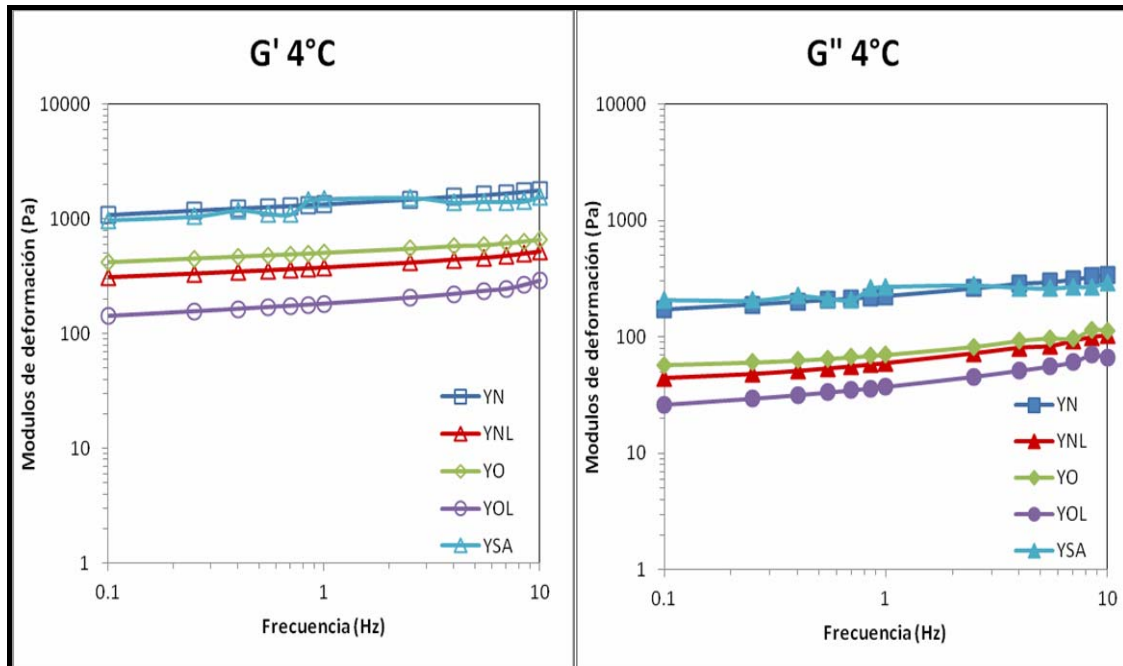 G' 4°C
10000
1000
100
10
1
0.1
1
10
Modulos de deformación (Pa)
Frecuencia (Hz)
YN
YNL
YO
YOL
YSA
G" 4°C
10000
1000
100
10
1
0.1
1
10
Modulos de deformación (Pa)
Frecuencia (Hz)
YN
YNL
YO
YOL
YSA